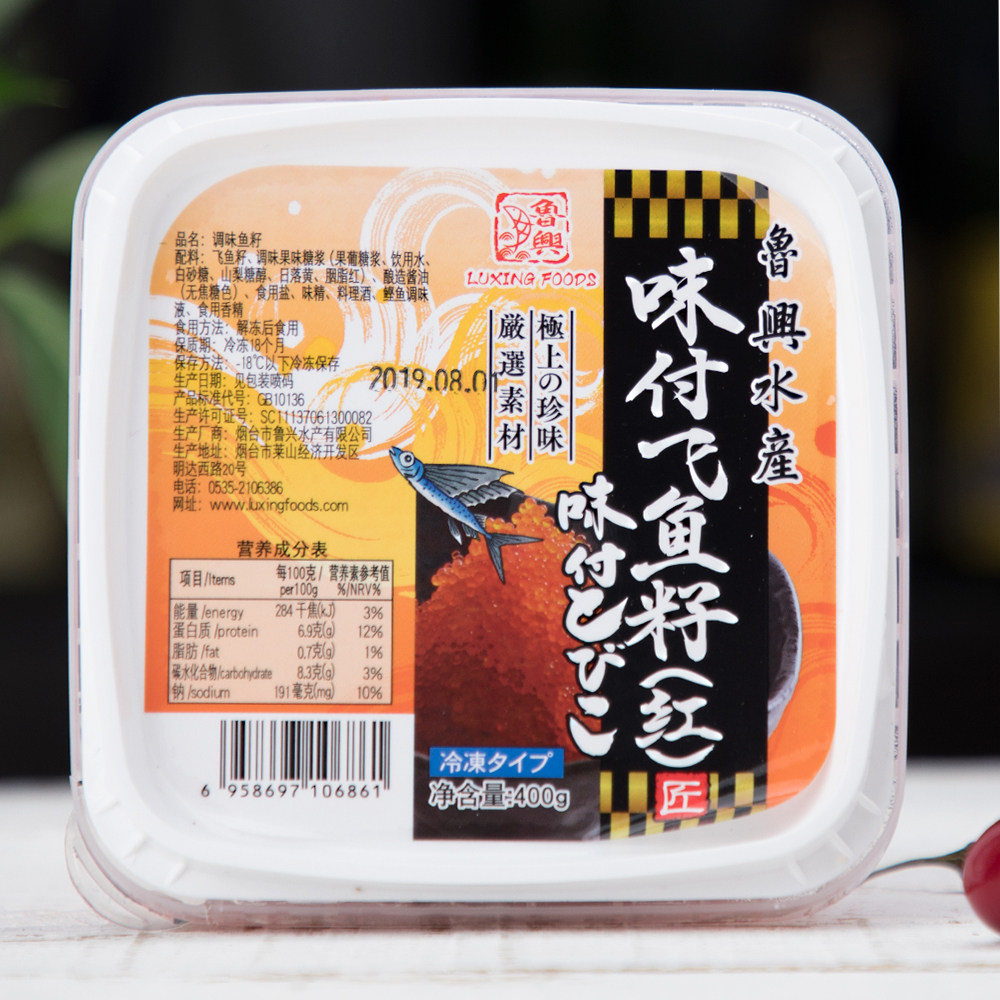 品名：调味鱼籽
配料：飞鱼籽、调味果味糖浆（果葡糖浆、饮用水、
白砂糖、山梨糖醇、日落黄、胭脂红）、酿造酱油
（无焦糖色）、食用盐、味精、料理酒、鲣鱼调味
液、食用香精
食用方法：解冻后食用
保质期：冷冻18个月
保存方法：-18℃以下冷冻保存
生产日期：见包装喷码
产品标准代号：GB10136
生产许可证号：SC11137061300082
生产厂商：烟台市鲁兴水产有限公司
生产地址：烟台市莱山经济开发区
明达西路20号
电话：0535-2106386
网址：www.luxingfoods.com
2019.08.01
营养成分表
项目/Items 每100克/per100g 营养素参考值%/NRV%
能量/energy 284千焦(kJ) 3%
蛋白质/protein 6.9克(g) 12%
脂肪/fat 0.7克(g) 1%
碳水化合物/carbohydrate 8.3克(g) 3%
钠/sodium 191毫克(mg) 10%
6 958697 106861
魯興
LUXING FOODS
極上の珍味
厳選素材
魯興水産
味付飞鱼籽(红)
匠
味付とびこ
冷凍タイプ
净含量:400g